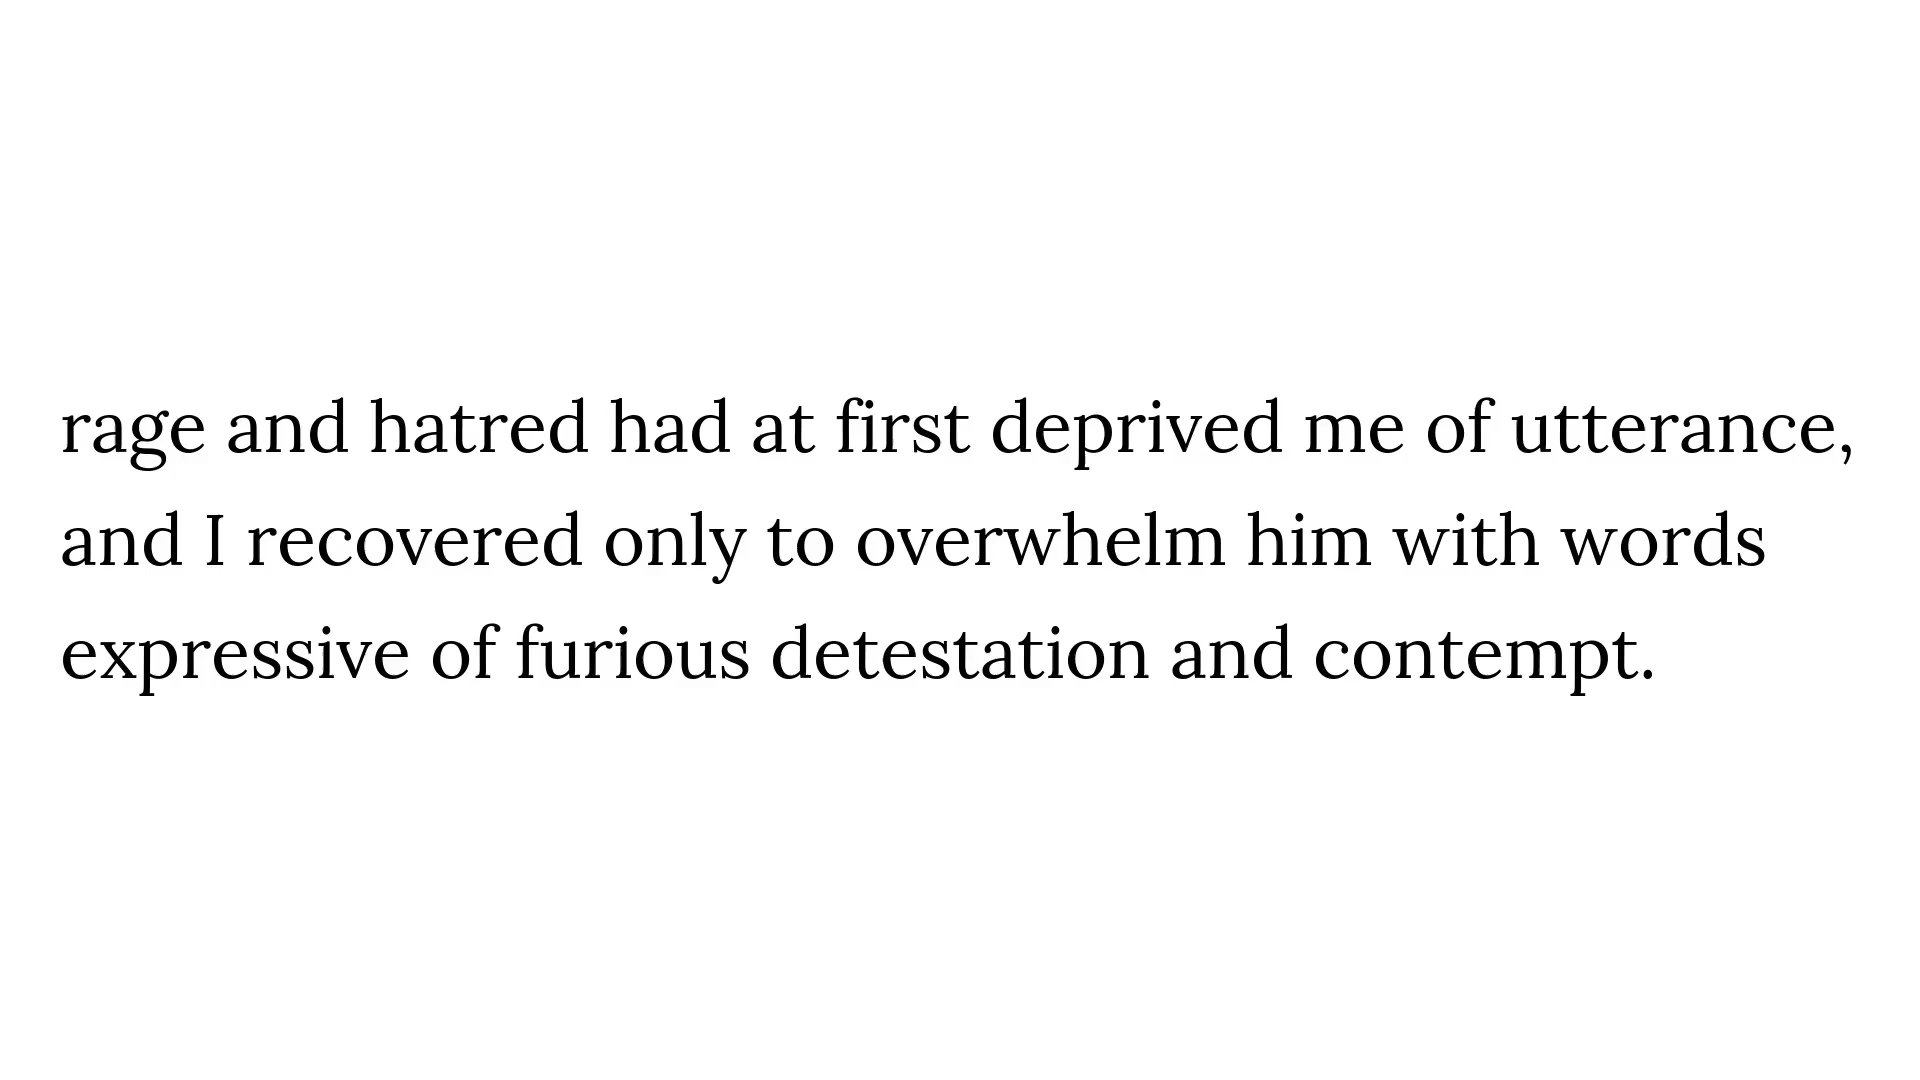 rage and hatred had at first deprived me of utterance,
and I recovered only to overwhelm him with words
expressive of furious detestation and contempt.